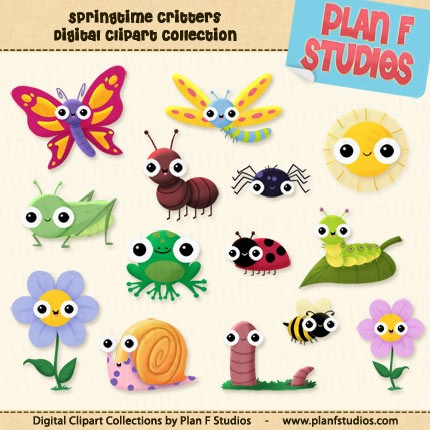 Springtime Critters
Digital Clipart Collection
PLAN F
STUDIOS
Digital Clipart Collections by Plan F Studios - www.planfstudios.com